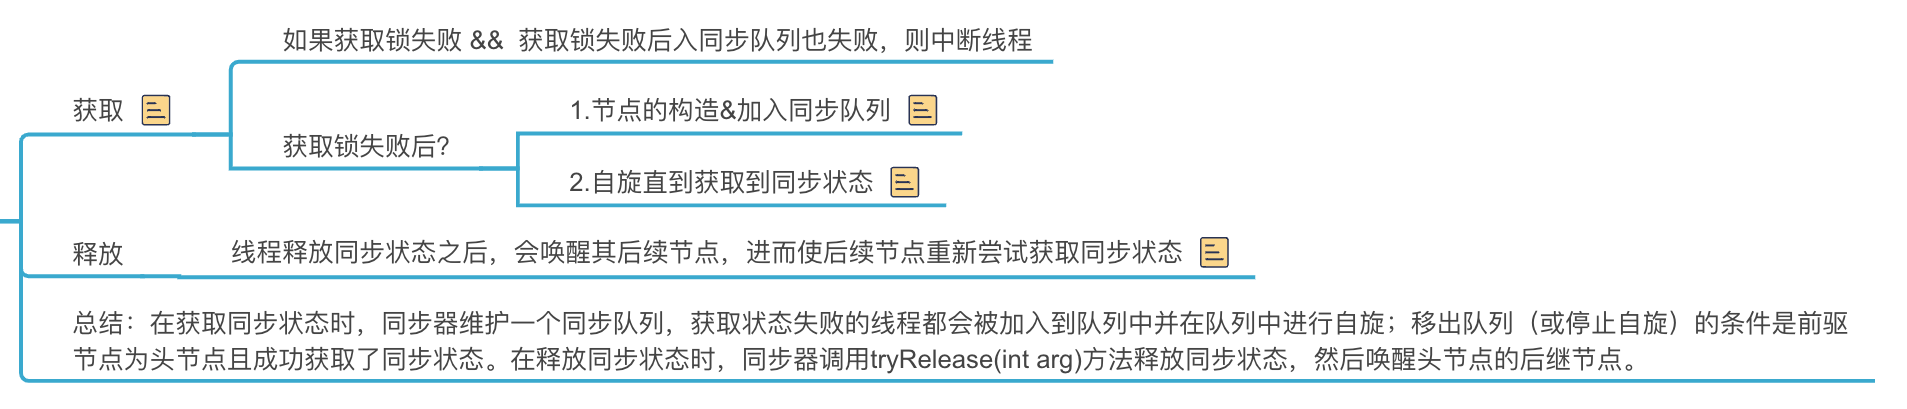 如果获取锁失败 && 获取锁失败后入同步队列也失败，则中断线程
获取
1.节点的构造&加入同步队列
获取锁失败后?
2.自旋直到获取到同步状态
释放
线程释放同步状态之后，会唤醒其后续节点，进而使后续节点重新尝试获取同步状态
总结：在获取同步状态时，同步器维护一个同步队列，获取状态失败的线程都会被加入到队列中并在队列中进行自旋；移出队列（或停止自旋）的条件是前驱
节点为头节点且成功获取了同步状态。在释放同步状态时，同步器调用tryRelease(int arg)方法释放同步状态，然后唤醒头节点的后继节点。